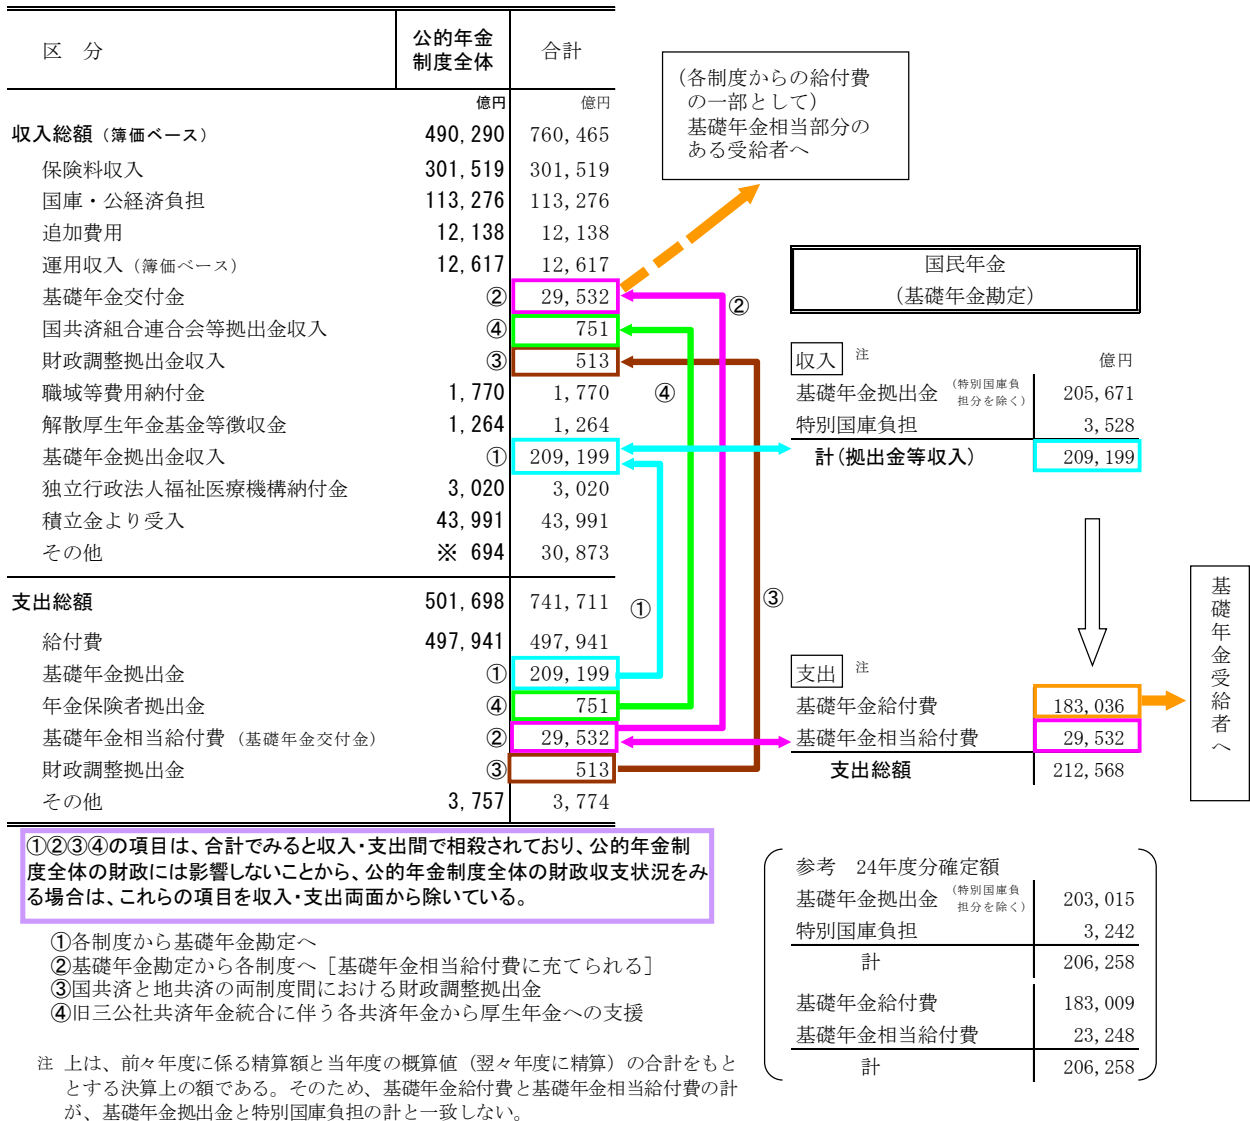 区　分　公的年金制度全体　合計
億円　億円
収入総額（簿価ベース）　490,290　760,465
保険料収入　301,519　301,519
国庫・公経済負担　113,276　113,276
追加費用　12,138　12,138
運用収入（簿価ベース）　12,617　12,617
基礎年金交付金　②　29,532
国共済組合連合会等拠出金収入　④　751
財政調整拠出金収入　③　513
職域等費用納付金　1,770　1,770
解散厚生年金基金等徴収金　1,264　1,264
基礎年金拠出金収入　①　209,199
独立行政法人福祉医療機構納付金　3,020　3,020
積立金より受入　43,991　43,991
その他　※ 694　30,873
支出総額　501,698　741,711
給付費　497,941　497,941
基礎年金拠出金　①　209,199
年金保険者拠出金　④　751
基礎年金相当給付費（基礎年金交付金）　②　29,532
財政調整拠出金　③　513
その他　3,757　3,774
（各制度からの給付費
の一部として）
基礎年金相当部分の
ある受給者へ
②
④
③
①
国民年金
（基礎年金勘定）
収入　注　億円
基礎年金拠出金（特別国庫負担分を除く）　205,671
特別国庫負担　3,528
計(拠出金等収入)　209,199
支出　注
基礎年金給付費　183,036
基礎年金相当給付費　29,532
支出総額　212,568
基礎年金受給者へ
①②③④の項目は、合計でみると収入・支出間で相殺されており、公的年金制
度全体の財政には影響しないことから、公的年金制度全体の財政収支状況をみ
る場合は、これらの項目を収入・支出両面から除いている。
①各制度から基礎年金勘定へ
②基礎年金勘定から各制度へ［基礎年金相当給付費に充てられる］
③国共済と地共済の両制度間における財政調整拠出金
④旧三公社共済年金統合に伴う各共済年金から厚生年金への支援
注　上は、前々年度に係る精算額と当年度の概算値（翌々年度に精算）の合計をもと
とする決算上の額である。そのため、基礎年金給付費と基礎年金相当給付費の計
が、基礎年金拠出金と特別国庫負担の計と一致しない。
参考　24年度分確定額
基礎年金拠出金（特別国庫負担分を除く）　203,015
特別国庫負担　3,242
計　206,258
基礎年金給付費　183,009
基礎年金相当給付費　23,248
計　206,258